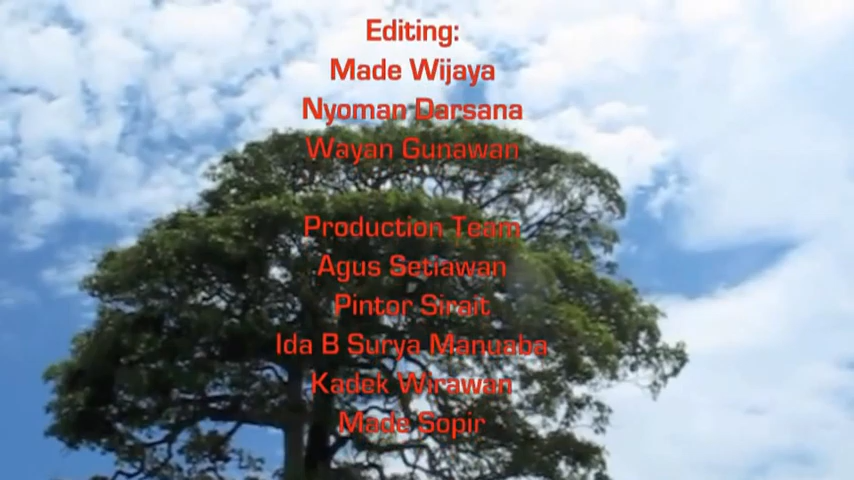 Editing:
Made Wijaya
Nyoman Darsana
Wayan Gunawan
Production Team
Agus Setiawan
Pintor Sirait
Ida B Surya Manuaba
Kadek Wirawan
Made Sopir